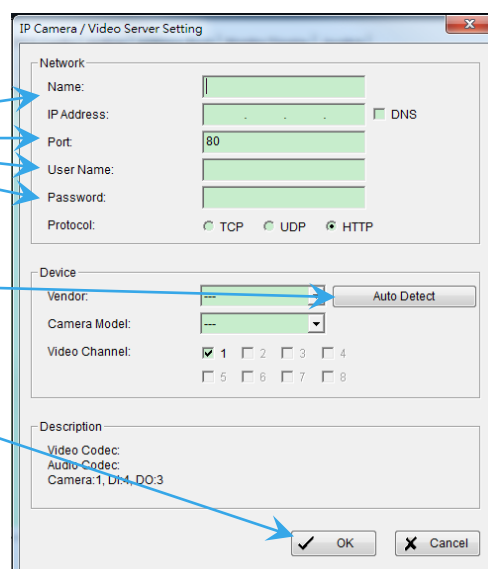 IP Camera / Video Server Setting
Network
Name:
IP Address: . . . DNS
Port: 80
User Name:
Password:
Protocol: TCP UDP HTTP
Device
Vendor: --- Auto Detect
Camera Model: ---
Video Channel: 1 2 3 4
5 6 7 8
Description
Video Codec:
Audio Codec:
Camera:1, DI:4, DO:3
OK Cancel